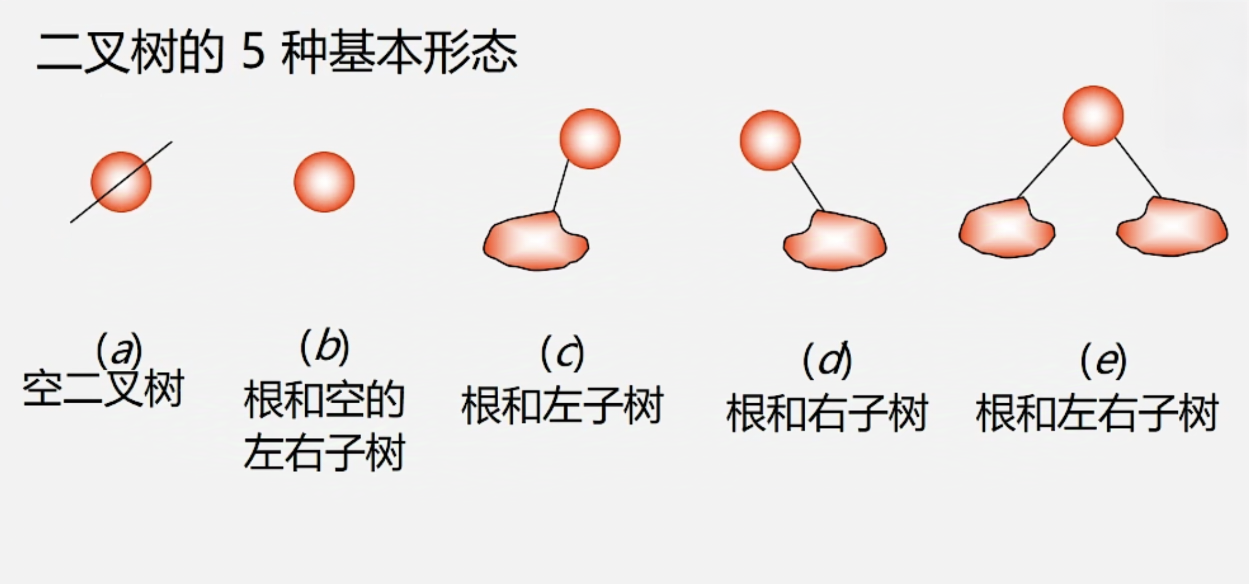 二叉树的 5 种基本形态
(a)
空二叉树
(b)
根和空的
左右子树
(c)
根和左子树
(d)
根和右子树
(e)
根和左右子树